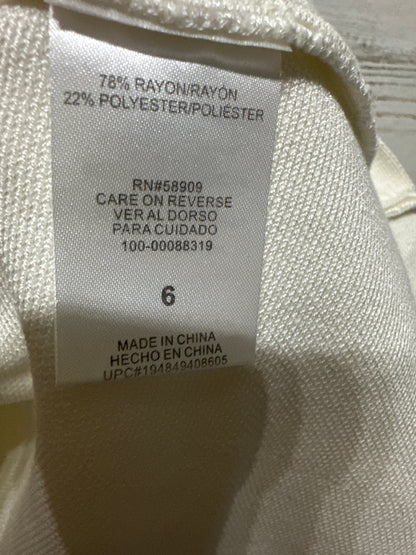 78% RAYON/RAYÓN
22% POLYESTER/POLIÉSTER
RN#58909
CARE ON REVERSE
VER AL DORSO
PARA CUIDADO
100-00088319
6
MADE IN CHINA
HECHO EN CHINA
UPC#194849408605